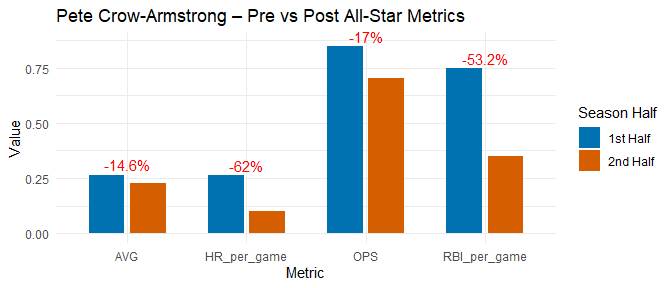 Pete Crow-Armstrong – Pre vs Post All-Star Metrics
-17%
-53.2%
-14.6%
-62%
0.75
0.50
0.25
0.00
Value
AVG
HR_per_game
OPS
RBI_per_game
Metric
Season Half
1st Half
2nd Half